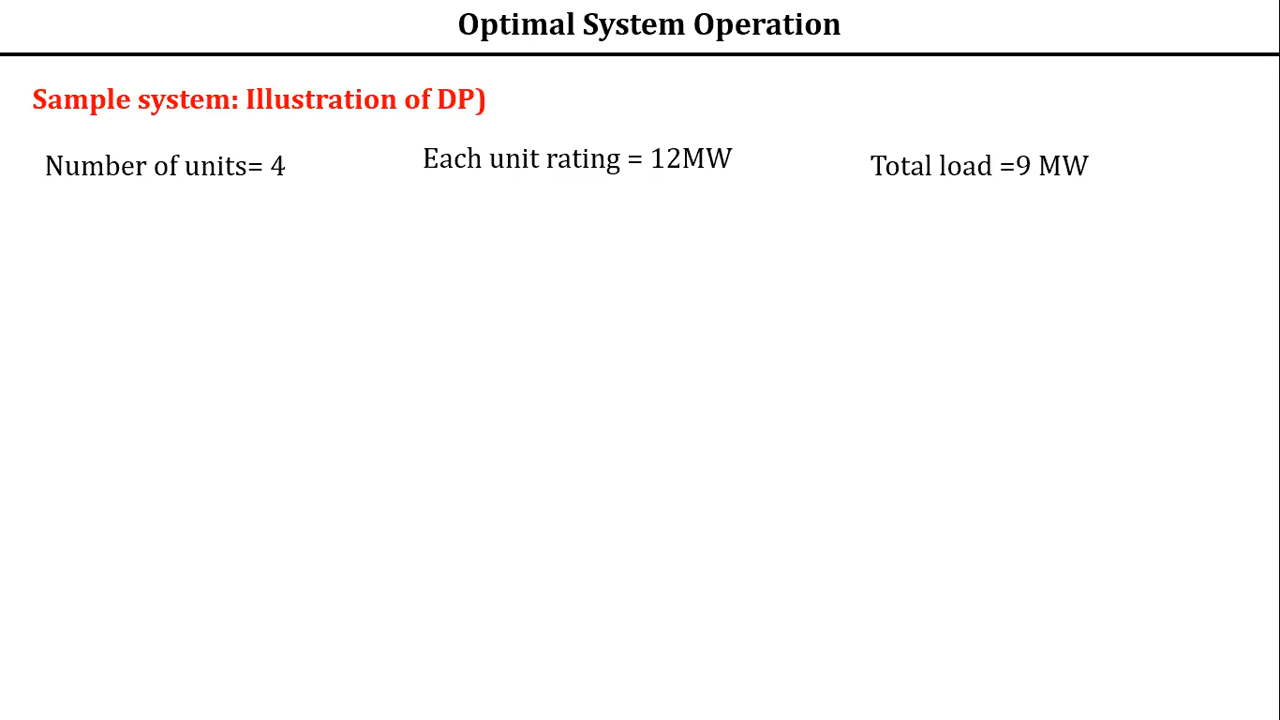 Optimal System Operation
Sample system: Illustration of DP)
Number of units= 4
Each unit rating = 12MW
Total load =9 MW